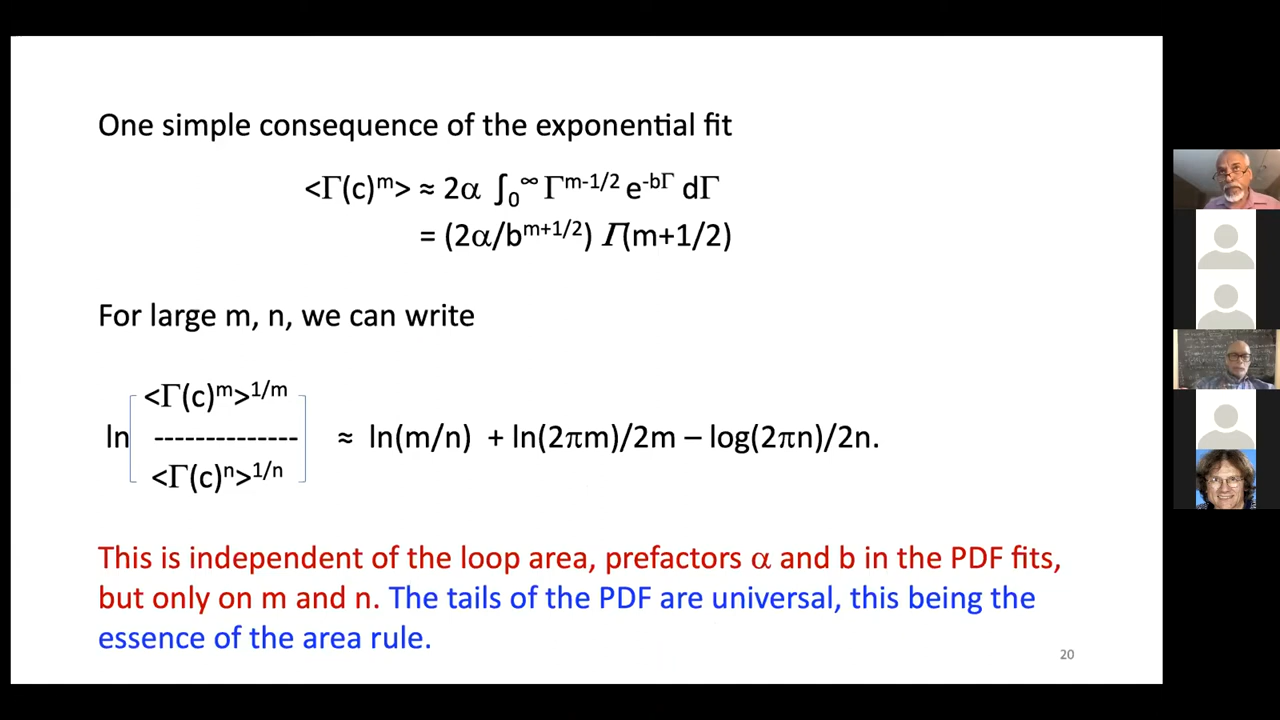 One simple consequence of the exponential fit
<Γ(c)ᵐ> ≈ 2α ∫₀^∞ Γ^m-1/2 e^-bΓ dΓ
= (2α/b^m+1/2) 𝛤(m+1/2)
For large m, n, we can write
<Γ(c)ᵐ>^1/m
ln -------------- ≈ ln(m/n) + ln(2πm)/2m – log(2πn)/2n.
<Γ(c)ⁿ>^1/n
This is independent of the loop area, prefactors α and b in the PDF fits,
but only on m and n. The tails of the PDF are universal, this being the
essence of the area rule.
20